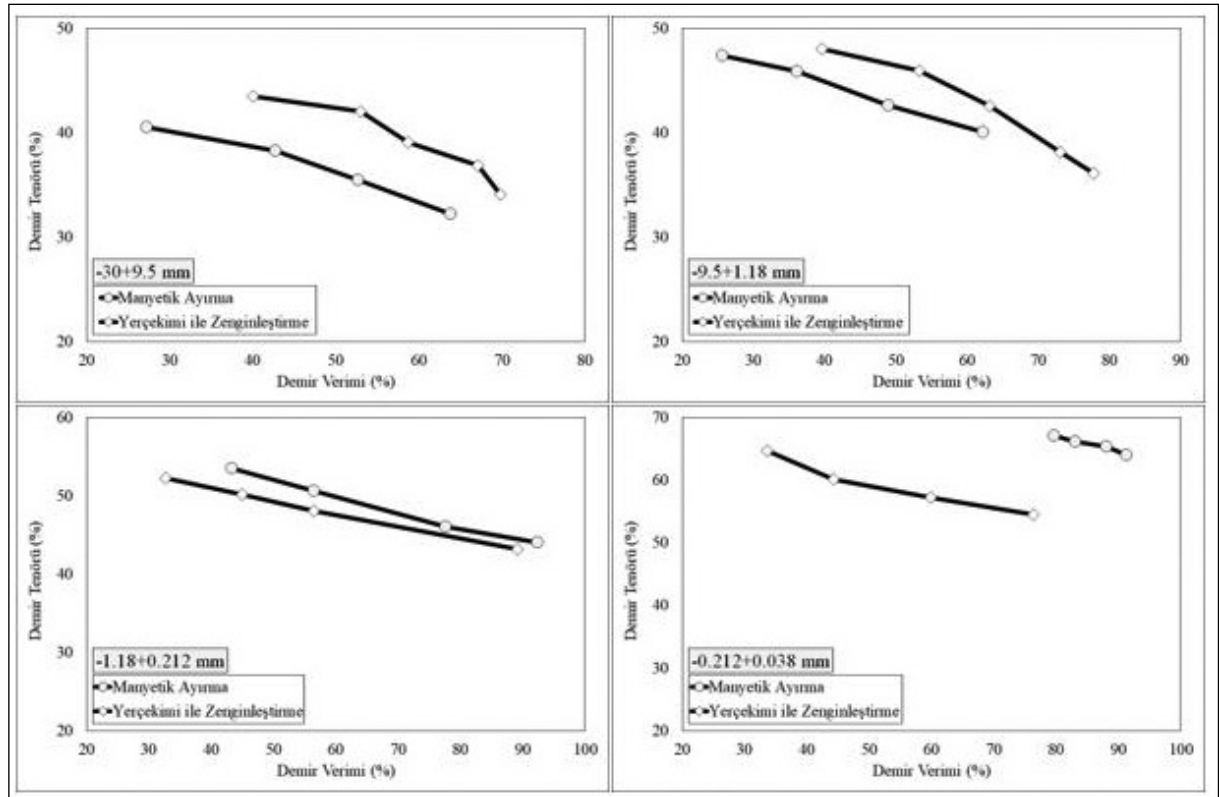 50
40
30
20
Demir Tenörü (%)
-30+9.5 mm
Manyetik Ayırma
Yerçekimi ile Zenginleştirme
20 30 40 50 60 70 80
Demir Verimi (%)
50
40
30
20
Demir Tenörü (%)
-9.5+1.18 mm
Manyetik Ayırma
Yerçekimi ile Zenginleştirme
20 30 40 50 60 70 80 90
Demir Verimi (%)
60
50
40
30
20
Demir Tenörü (%)
-1.18+0.212 mm
Manyetik Ayırma
Yerçekimi ile Zenginleştirme
20 30 40 50 60 70 80 90 100
Demir Verimi (%)
70
60
50
40
30
20
Demir Tenörü (%)
-0.212+0.038 mm
Manyetik Ayırma
Yerçekimi ile Zenginleştirme
20 30 40 50 60 70 80 90 100
Demir Verimi (%)